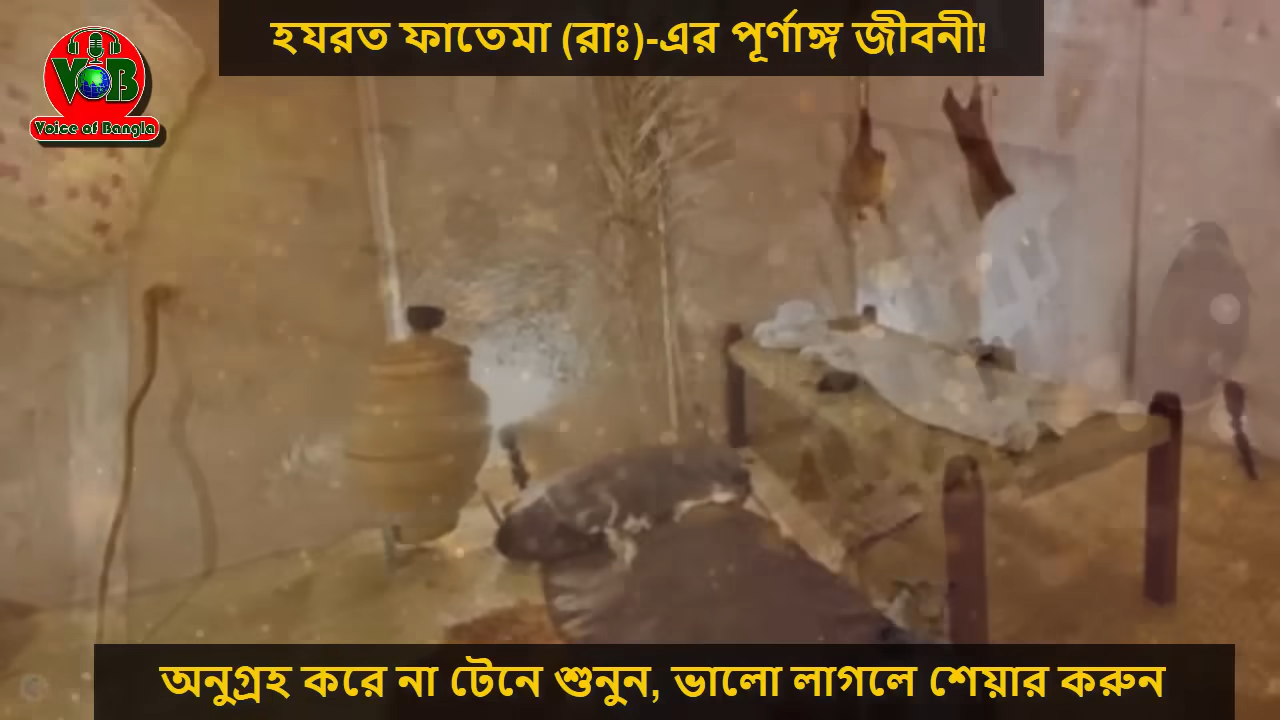 হযরত ফাতেমা (রাঃ)-এর পূর্ণাঙ্গ জীবনী!
VOB
Voice of Bangla
অনুগ্রহ করে না টেনে শুনুন, ভালো লাগলে শেয়ার করুন